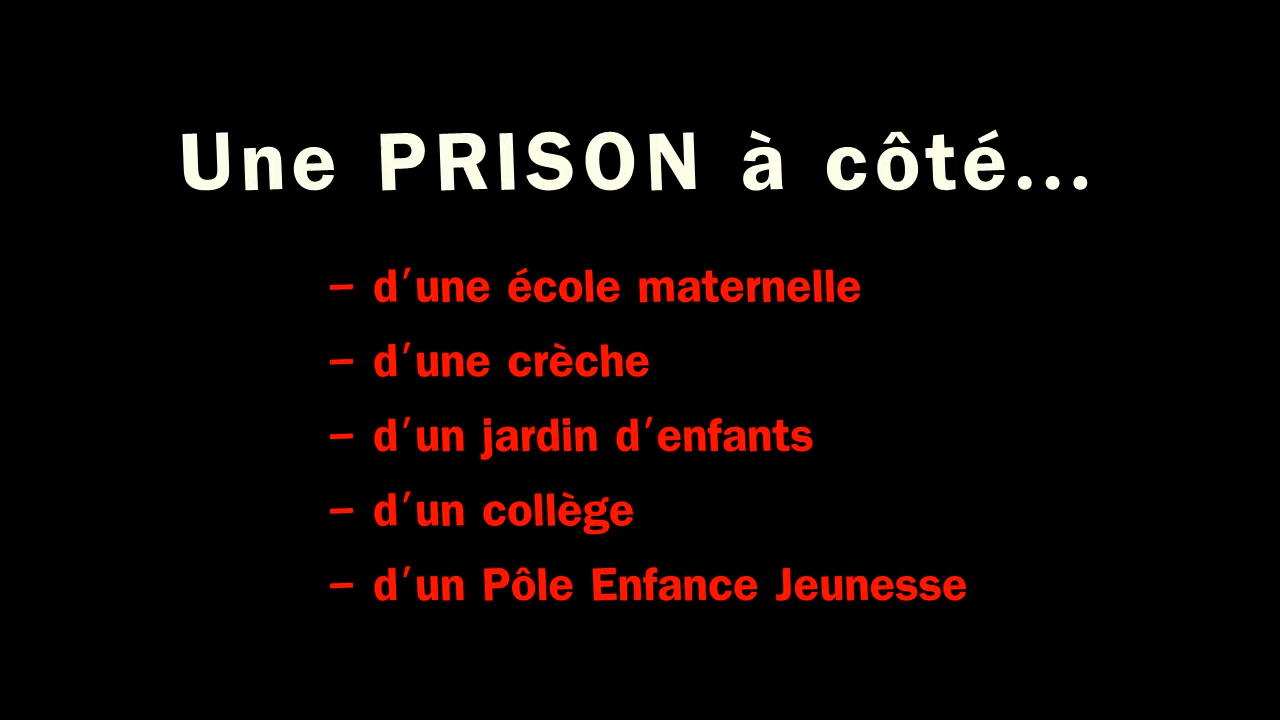 Une PRISON à côté...
– d'une école maternelle
– d'une crèche
– d'un jardin d'enfants
– d'un collège
– d'un Pôle Enfance Jeunesse